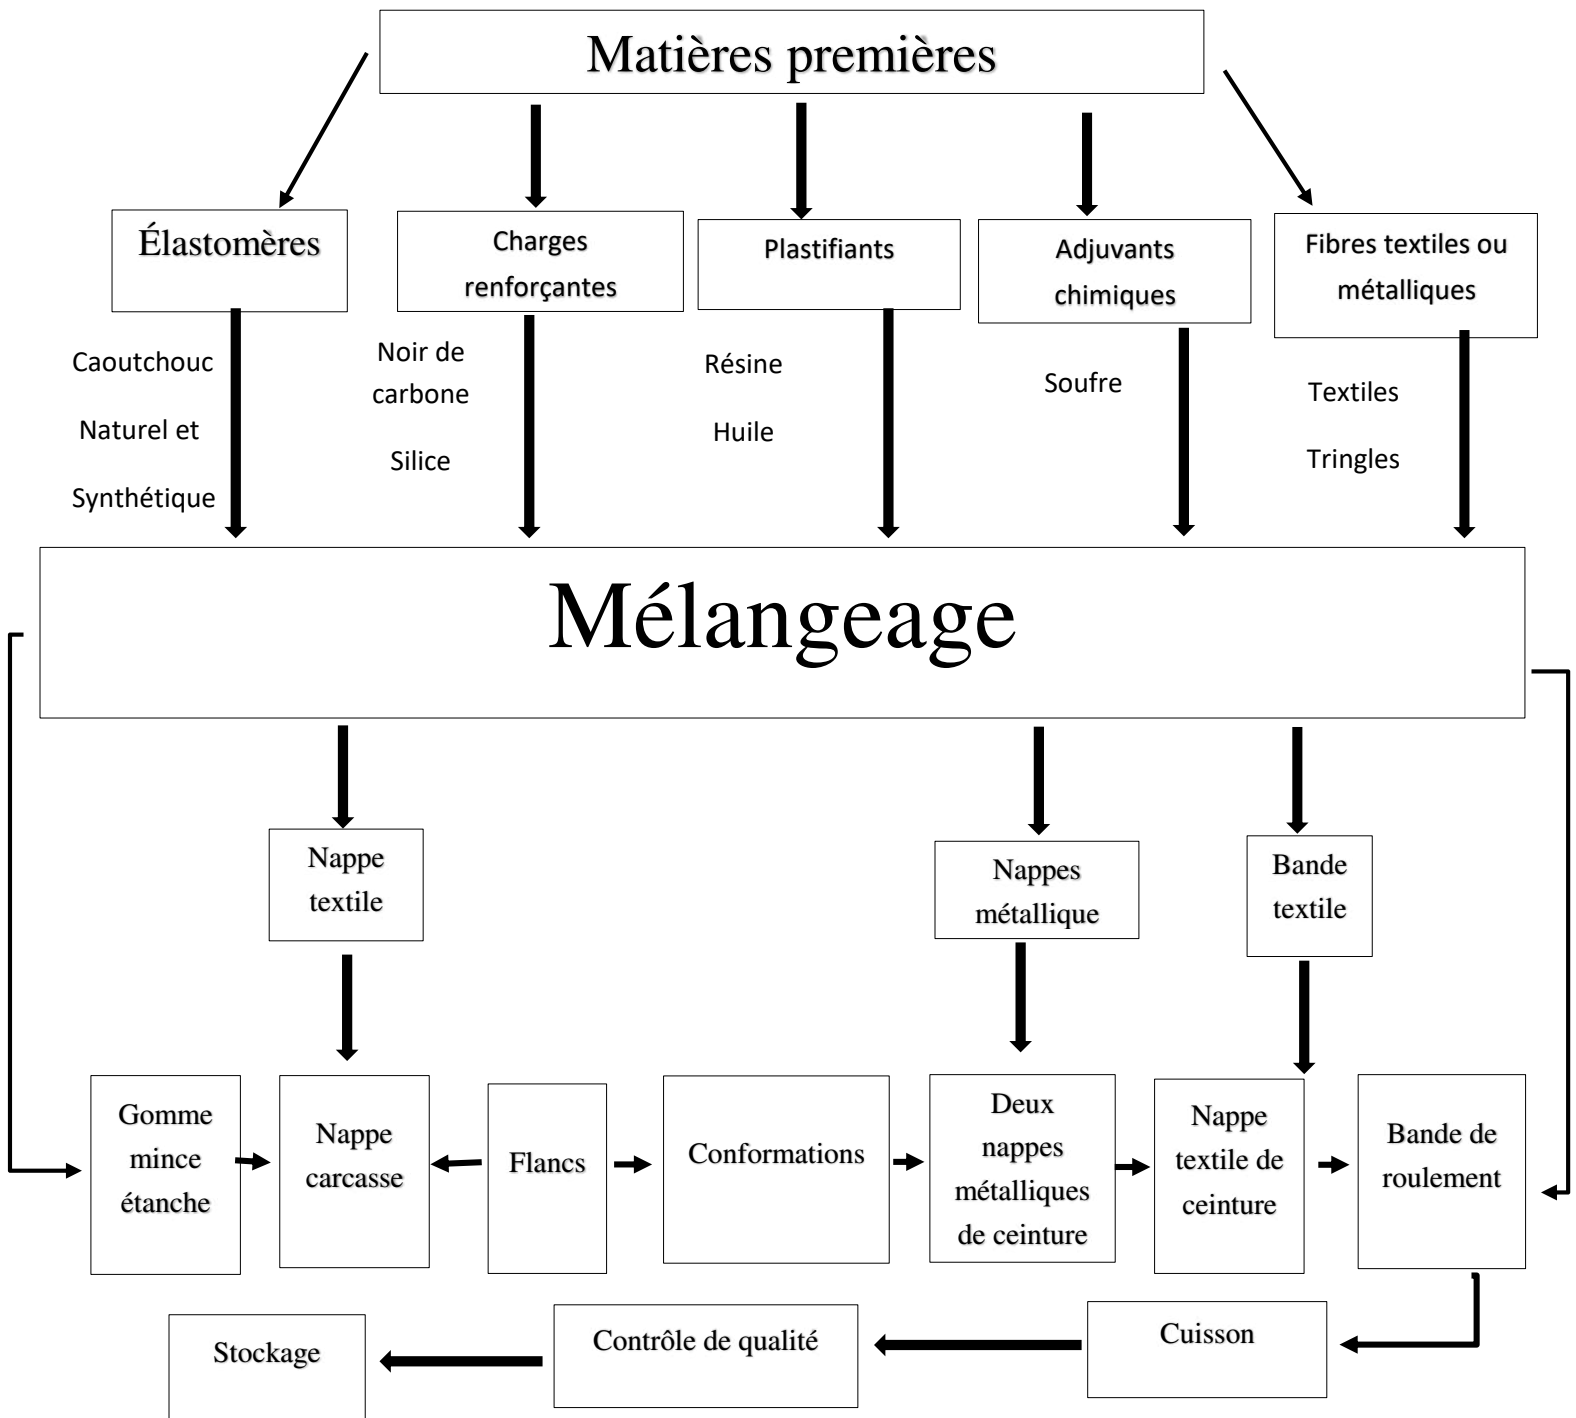 Matières premières
Élastomères
Charges
renforçantes
Plastifiants
Adjuvants
chimiques
Fibres textiles ou
métalliques
Caoutchouc
Naturel et
Synthétique
Noir de
carbone
Silice
Résine
Huile
Soufre
Textiles
Tringles
Mélangeage
Nappe
textile
Nappes
métallique
Bande
textile
Gomme
mince
étanche
Nappe
carcasse
Flancs
Conformations
Deux
nappes
métalliques
de ceinture
Nappe
textile de
ceinture
Bande de
roulement
Stockage
Contrôle de qualité
Cuisson